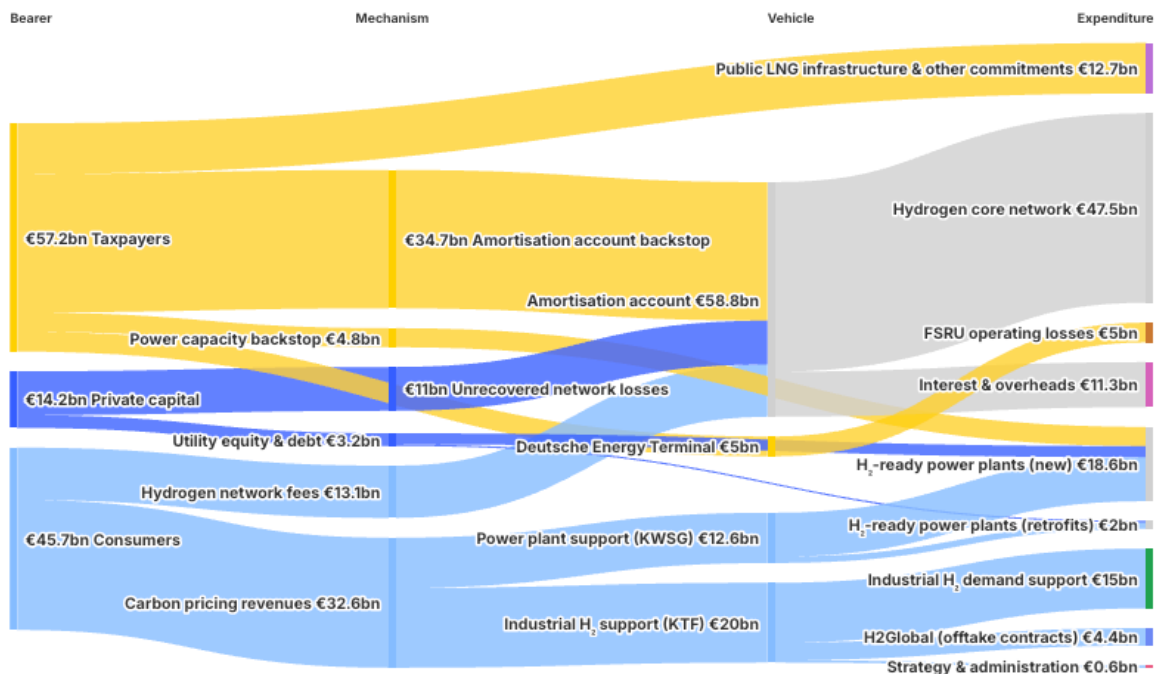 Bearer
Mechanism
Vehicle
Expenditure
Public LNG infrastructure & other commitments €12.7bn
Hydrogen core network €47.5bn
€57.2bn Taxpayers
€34.7bn Amortisation account backstop
Amortisation account €58.8bn
FSRU operating losses €5bn
Power capacity backstop €4.8bn
Interest & overheads €11.3bn
€11bn Unrecovered network losses
€14.2bn Private capital
Utility equity & debt €3.2bn
Deutsche Energy Terminal €5bn
H₂-ready power plants (new) €18.6bn
Hydrogen network fees €13.1bn
H₂-ready power plants (retrofits) €2bn
€45.7bn Consumers
Power plant support (KWSG) €12.6bn
Industrial H₂ demand support €15bn
Carbon pricing revenues €32.6bn
Industrial H₂ support (KTF) €20bn
H2Global (offtake contracts) €4.4bn
Strategy & administration €0.6bn